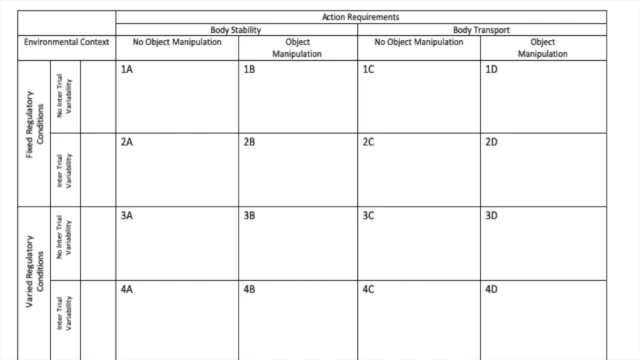 Action Requirements
Body Stability Body Transport
Environmental Context No Object Manipulation Object Manipulation No Object Manipulation Object Manipulation
Fixed Regulatory Conditions
No Inter Trial Variability
1A 1B 1C 1D
Inter Trial Variability
2A 2B 2C 2D
Varied Regulatory Conditions
No Inter Trial Variability
3A 3B 3C 3D
Inter Trial Variability
4A 4B 4C 4D